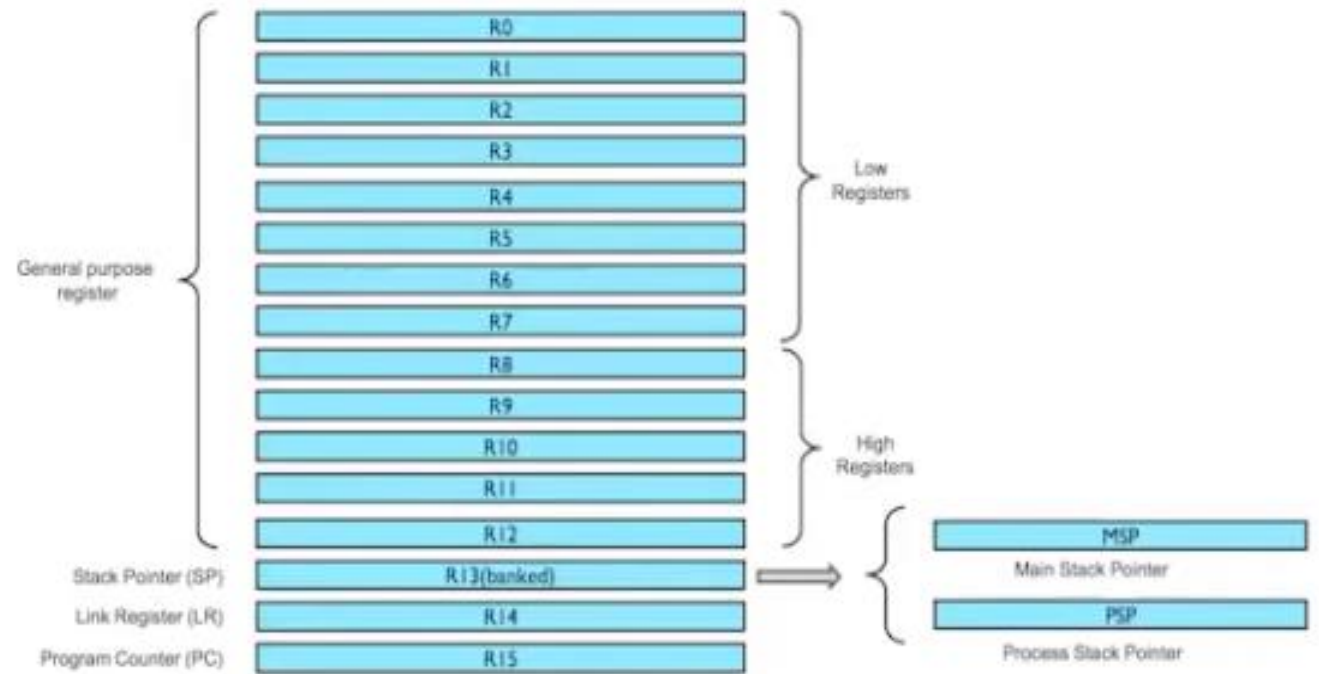 R0
R1
R2
R3
Low
Registers
R4
R5
General purpose
register
R6
R7
R8
R9
R10
High
Registers
R11
R12
MSP
Main Stack Pointer
Stack Pointer (SP)
R13(banked)
Link Register (LR)
R14
PSP
Process Stack Pointer
Program Counter (PC)
R15